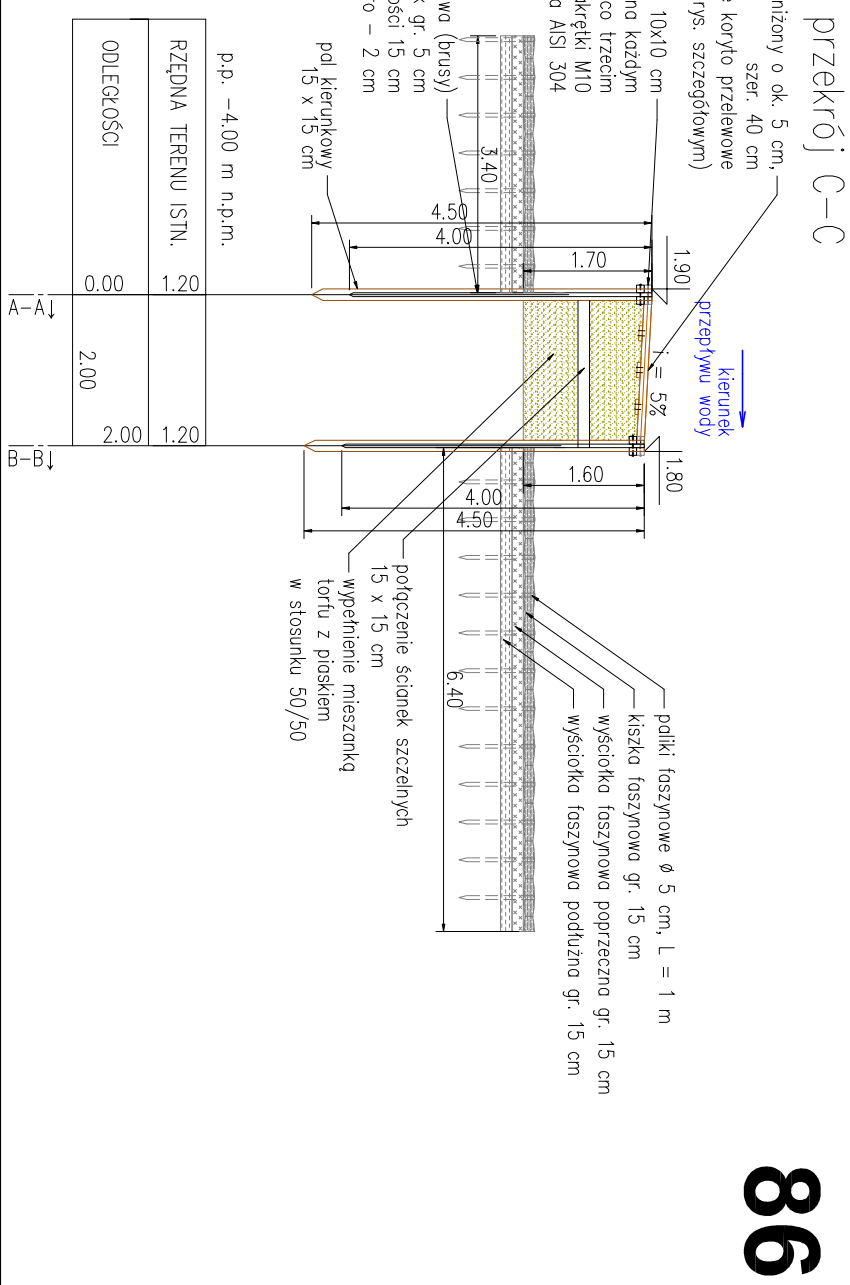 przekrój C-C
niżony o ok. 5 cm,
szer. 40 cm
e koryto przelewowe
rys. szczegółowym)
10x10 cm
na każdym
co trzecim
akrętki M10
a AISI 304
wa (brusy)
k gr. 5 cm
ości 15 cm
ro - 2 cm
pal kierunkowy
15 x 15 cm
kierunek
przepływu wody
i = 5%
1.90
1.80
1.70
1.60
4.50
4.00
4.00
4.50
3.40
6.40
paliki faszynowe ø 5 cm, L = 1 m
kiszka faszynowa gr. 15 cm
wyściółka faszynowa poprzeczna gr. 15 cm
wyściółka faszynowa podłużna gr. 15 cm
połączenie ścianek szczelnych
15 x 15 cm
wypełnienie mieszanką
torfu z piaskiem
w stosunku 50/50
p.p. -4.00 m n.p.m.
RZĘDNA TERENU ISTN. 1.20 1.20
ODLEGŁOŚCI 0.00 2.00 2.00
A-A
B-B
86